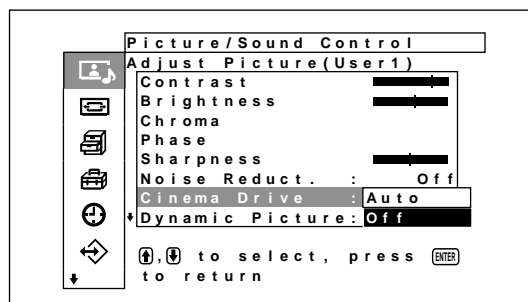 Picture/Sound Control
Adjust Picture(User1)
Contrast
Brightness
Chroma
Phase
Sharpness
Noise Reduct. : Off
Cinema Drive : Auto
Dynamic Picture: Off
, to select, press ENTER
to return